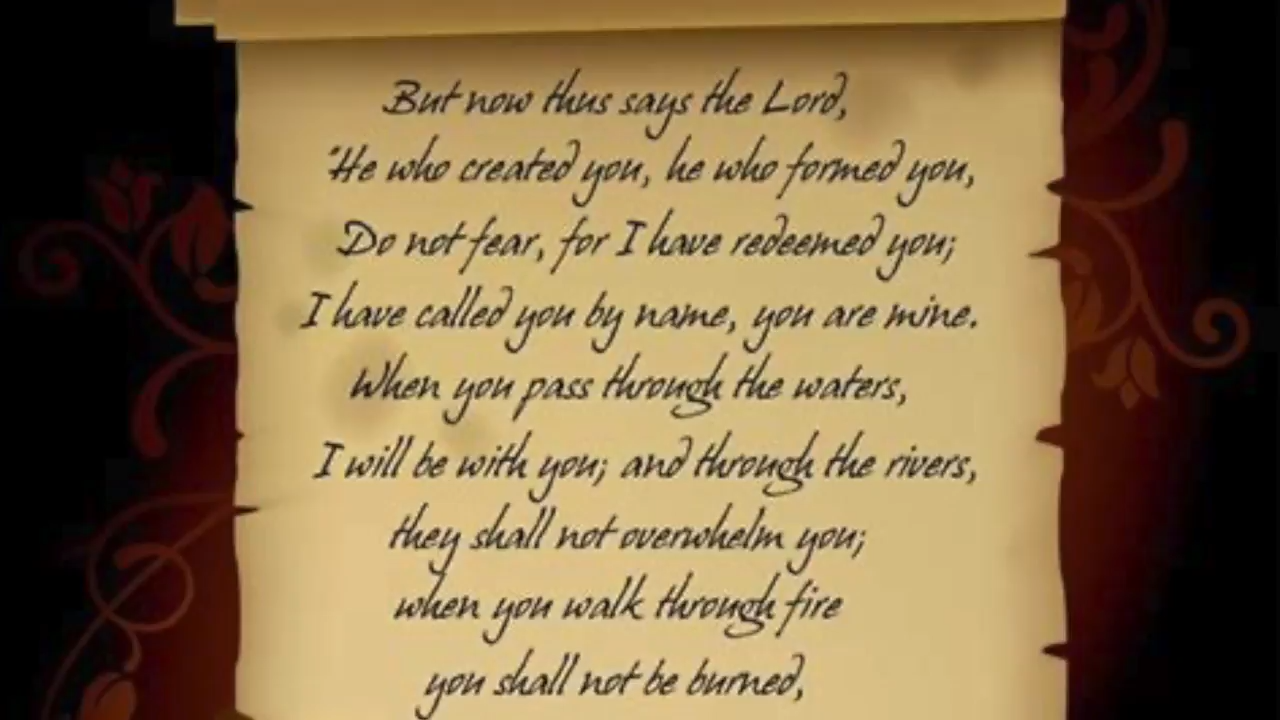 But now thus says the Lord,
"He who created you, he who formed you,
Do not fear, for I have redeemed you;
I have called you by name, you are mine.
When you pass through the waters,
I will be with you; and through the rivers,
they shall not overwhelm you;
when you walk through fire
you shall not be burned,